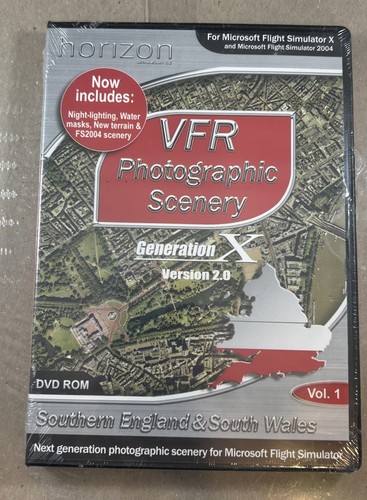 horizon
For Microsoft Flight Simulator X
and Microsoft Flight Simulator 2004
Now
includes:
Night-lighting, Water
masks, New terrain &
FS2004 scenery
VFR
Photographic
Scenery
Generation X
Version 2.0
DVD ROM
Vol. 1
Southern England & South Wales
Next generation photographic scenery for Microsoft Flight Simulator